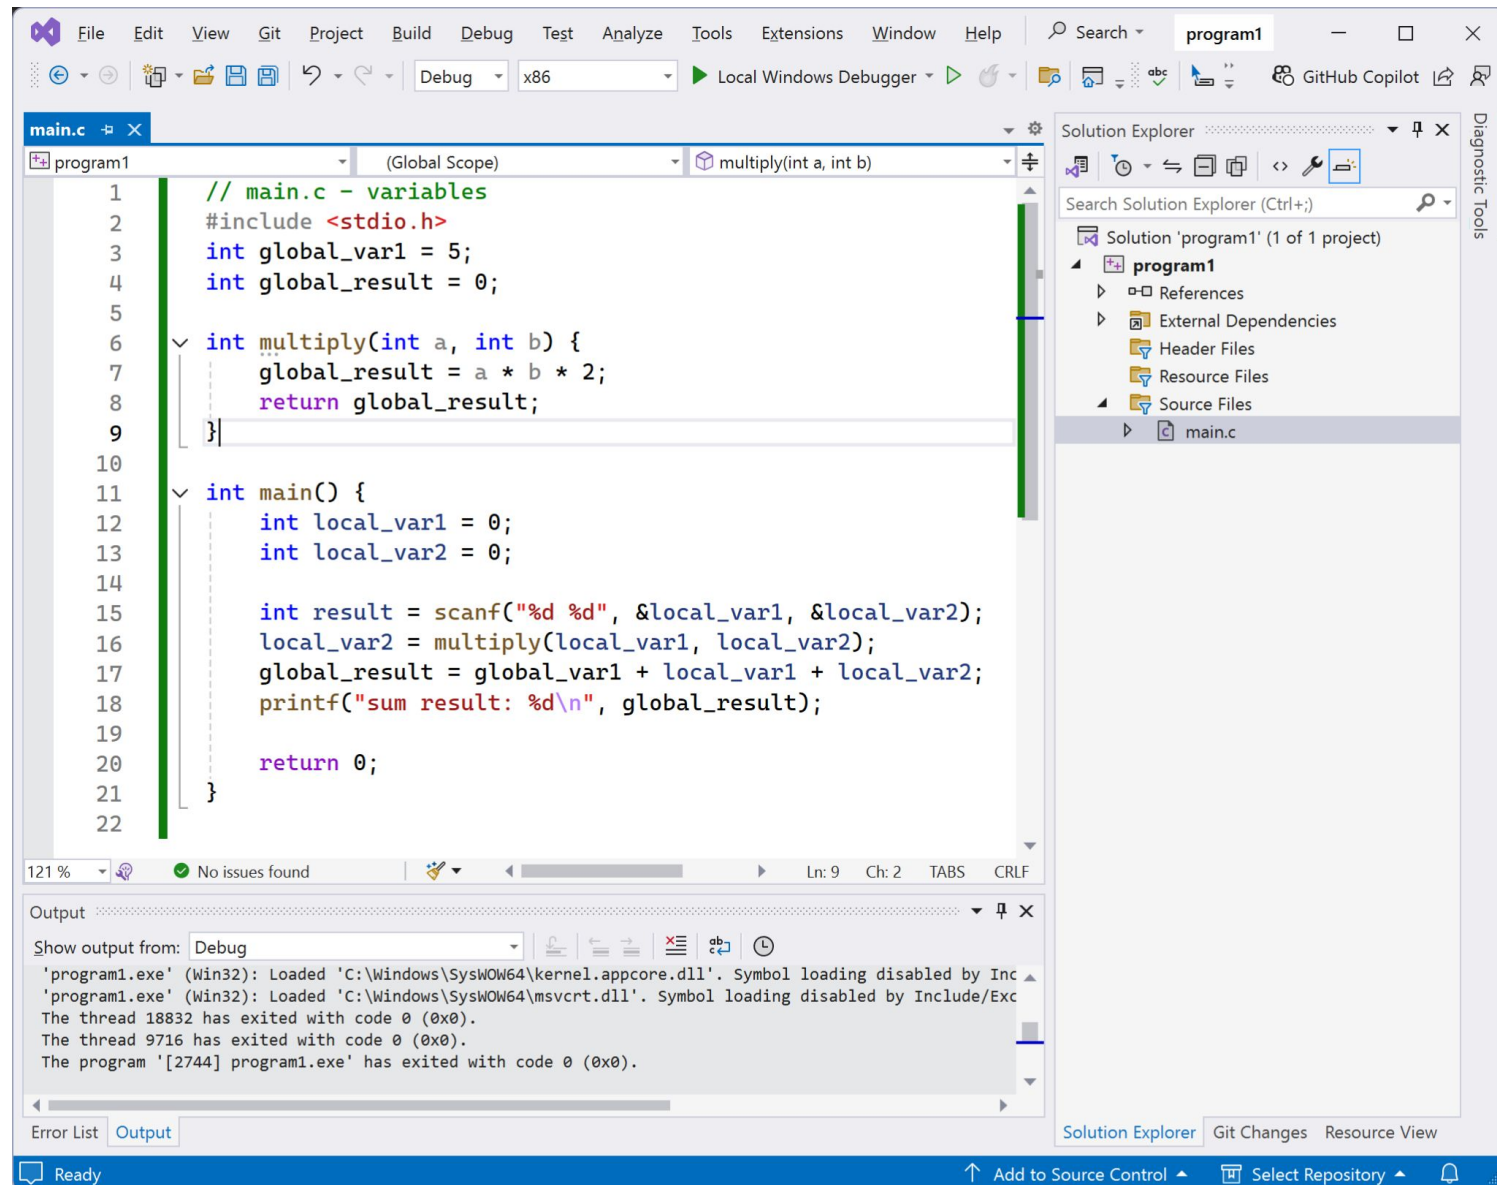 File Edit View Git Project Build Debug Test Analyze Tools Extensions Window Help Search program1
Debug x86 Local Windows Debugger abc GitHub Copilot
main.c
program1 (Global Scope) multiply(int a, int b)
1 // main.c - variables
2 #include <stdio.h>
3 int global_var1 = 5;
4 int global_result = 0;
5
6 int multiply(int a, int b) {
7 global_result = a * b * 2;
8 return global_result;
9 }
10
11 int main() {
12 int local_var1 = 0;
13 int local_var2 = 0;
14
15 int result = scanf("%d %d", &local_var1, &local_var2);
16 local_var2 = multiply(local_var1, local_var2);
17 global_result = global_var1 + local_var1 + local_var2;
18 printf("sum result: %d\n", global_result);
19
20 return 0;
21 }
22
121 % No issues found Ln: 9 Ch: 2 TABS CRLF
Output
Show output from: Debug
'program1.exe' (Win32): Loaded 'C:\Windows\SysWOW64\kernel.appcore.dll'. Symbol loading disabled by Inc
'program1.exe' (Win32): Loaded 'C:\Windows\SysWOW64\msvcrt.dll'. Symbol loading disabled by Include/Exc
The thread 18832 has exited with code 0 (0x0).
The thread 9716 has exited with code 0 (0x0).
The program '[2744] program1.exe' has exited with code 0 (0x0).
Error List Output
Solution Explorer
Search Solution Explorer (Ctrl+;)
Solution 'program1' (1 of 1 project)
program1
References
External Dependencies
Header Files
Resource Files
Source Files
main.c
Solution Explorer Git Changes Resource View
Diagnostic Tools
Ready Add to Source Control Select Repository